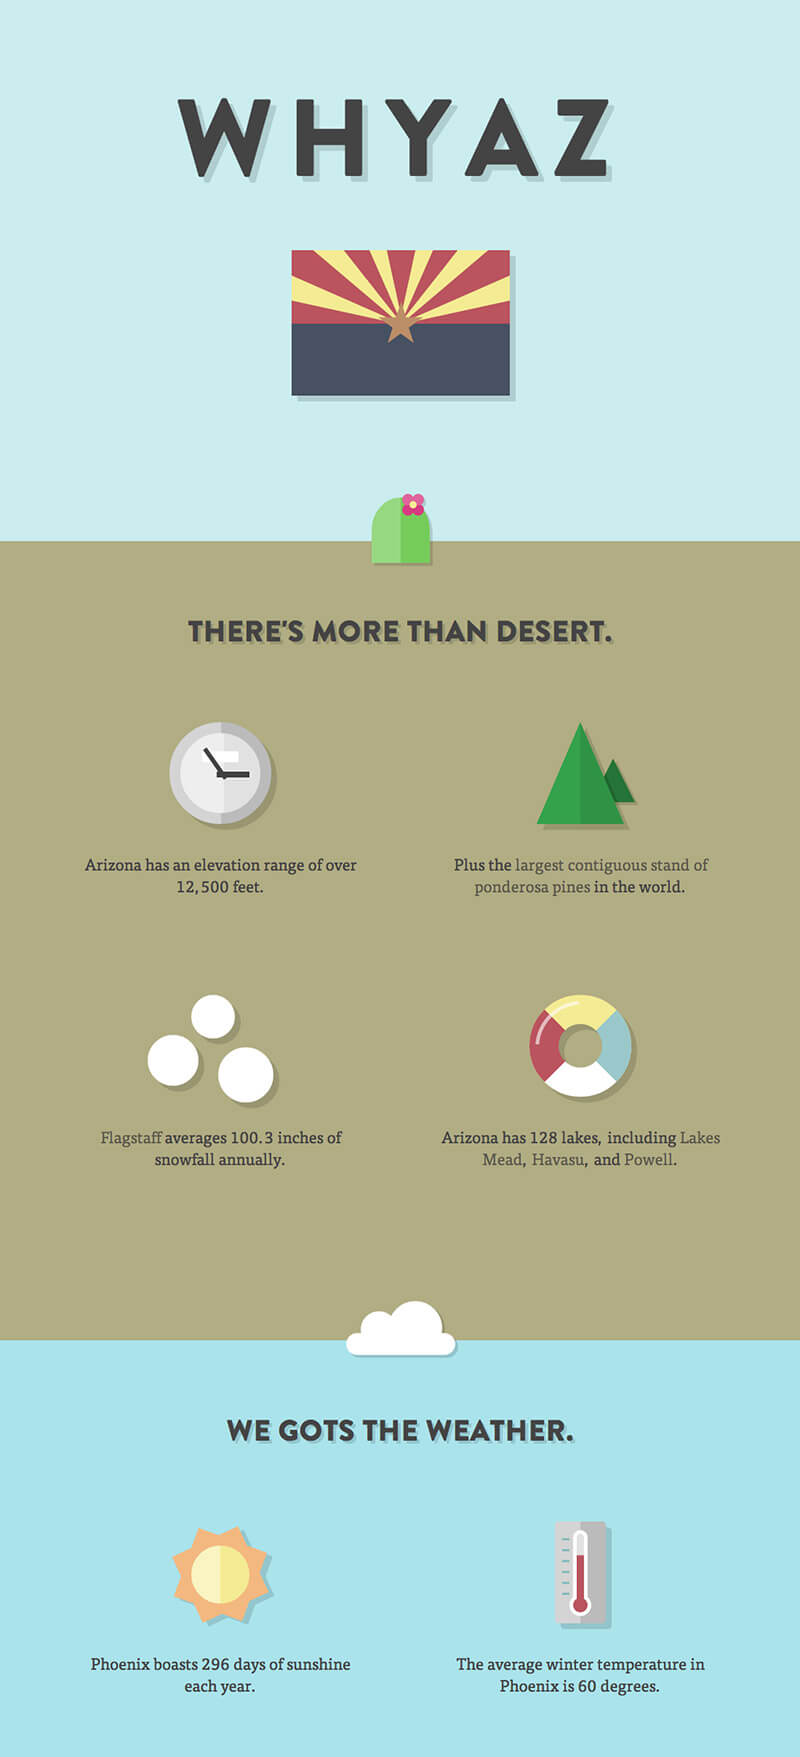 WHYAZ
THERE'S MORE THAN DESERT.
Arizona has an elevation range of over
12,500 feet.
Plus the largest contiguous stand of
ponderosa pines in the world.
Flagstaff averages 100.3 inches of
snowfall annually.
Arizona has 128 lakes, including Lakes
Mead, Havasu, and Powell.
WE GOTS THE WEATHER.
Phoenix boasts 296 days of sunshine
each year.
The average winter temperature in
Phoenix is 60 degrees.